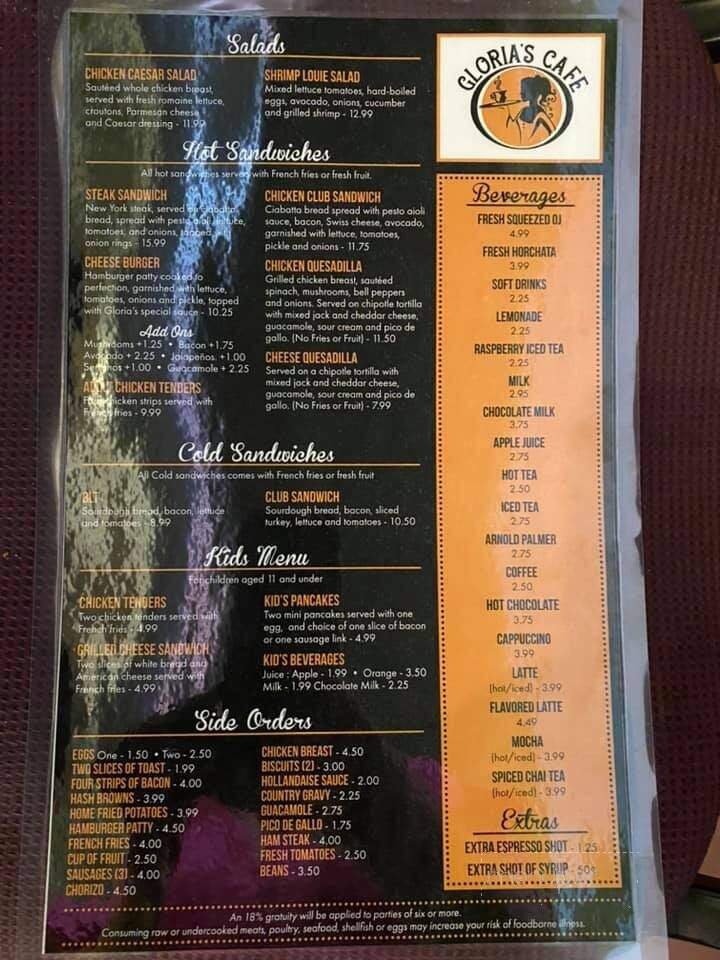 Salads
CHICKEN CAESAR SALAD
Sautéed whole chicken breast,
served with fresh romaine lettuce,
croutons, Parmesan cheese
and Caesar dressing - 11.99
SHRIMP LOUIE SALAD
Mixed lettuce tomatoes, hard-boiled
eggs, avocado, onions, cucumber
and grilled shrimp - 12.99
Hot Sandwiches
All hot sandwiches served with French fries or fresh fruit.
STEAK SANDWICH
New York steak, served on ciabatta
bread, spread with pesto aioli lettuce,
tomatoes, and onions, topped with
onion rings - 15.99
CHEESE BURGER
Hamburger patty cooked to
perfection, garnished with lettuce,
tomatoes, onions and pickle, topped
with Gloria's special sauce - 10.25
Add Ons
Mushrooms +1.25 • Bacon +1.75
Avocado + 2.25 • Jalapeños. +1.00
Serranos +1.00 • Guacamole + 2.25
CHICKEN TENDERS
chicken strips served with
French fries - 9.99
CHICKEN CLUB SANDWICH
Ciabatta bread spread with pesto aioli
sauce, bacon, Swiss cheese, avocado,
garnished with lettuce, tomatoes,
pickle and onions - 11.75
CHICKEN QUESADILLA
Grilled chicken breast, sautéed
spinach, mushrooms, bell peppers
and onions. Served on chipotle tortilla
with mixed jack and cheddar cheese,
guacamole, sour cream and pico de
gallo. (No Fries or Fruit) - 11.50
CHEESE QUESADILLA
Served on a chipotle tortilla with
mixed jack and cheddar cheese,
guacamole, sour cream and pico de
gallo. (No Fries or Fruit) - 7.99
Cold Sandwiches
All Cold sandwiches comes with French fries or fresh fruit
BLT
Sourdough bread, bacon, lettuce
and tomatoes - 8.99
CLUB SANDWICH
Sourdough bread, bacon, sliced
turkey, lettuce and tomatoes - 10.50
Kids Menu
For children aged 11 and under
CHICKEN TENDERS
Two chicken tenders served with
French fries - 4.99
GRILLED CHEESE SANDWICH
Two slices of white bread and
American cheese served with
French fries - 4.99
KID'S PANCAKES
Two mini pancakes served with one
egg, and choice of one slice of bacon
or one sausage link - 4.99
KID'S BEVERAGES
Juice : Apple - 1.99 • Orange - 3.50
Milk - 1.99 Chocolate Milk - 2.25
Side Orders
EGGS One - 1.50 • Two - 2.50
TWO SLICES OF TOAST - 1.99
FOUR STRIPS OF BACON - 4.00
HASH BROWNS - 3.99
HOME FRIED POTATOES - 3.99
HAMBURGER PATTY - 4.50
FRENCH FRIES - 4.00
CUP OF FRUIT - 2.50
SAUSAGES (3) - 4.00
CHORIZO - 4.50
CHICKEN BREAST - 4.50
BISCUITS (2) - 3.00
HOLLANDAISE SAUCE - 2.00
COUNTRY GRAVY - 2.25
GUACAMOLE - 2.75
PICO DE GALLO - 1.75
HAM STEAK - 4.00
FRESH TOMATOES - 2.50
BEANS - 3.50
GLORIA'S CAFE
Beverages
FRESH SQUEEZED OJ
4.99
FRESH HORCHATA
3.99
SOFT DRINKS
2.25
LEMONADE
2.25
RASPBERRY ICED TEA
2.25
MILK
2.95
CHOCOLATE MILK
3.75
APPLE JUICE
2.75
HOT TEA
2.50
ICED TEA
2.75
ARNOLD PALMER
2.75
COFFEE
2.50
HOT CHOCOLATE
3.75
CAPPUCCINO
3.99
LATTE
(hot/iced) - 3.99
FLAVORED LATTE
4.49
MOCHA
(hot/iced) - 3.99
SPICED CHAI TEA
(hot/iced) - 3.99
Extras
EXTRA ESPRESSO SHOT - 1.25
EXTRA SHOT OF SYRUP - 50¢
An 18% gratuity will be applied to parties of six or more.
Consuming raw or undercooked meats, poultry, seafood, shellfish or eggs may increase your risk of foodborne illness.